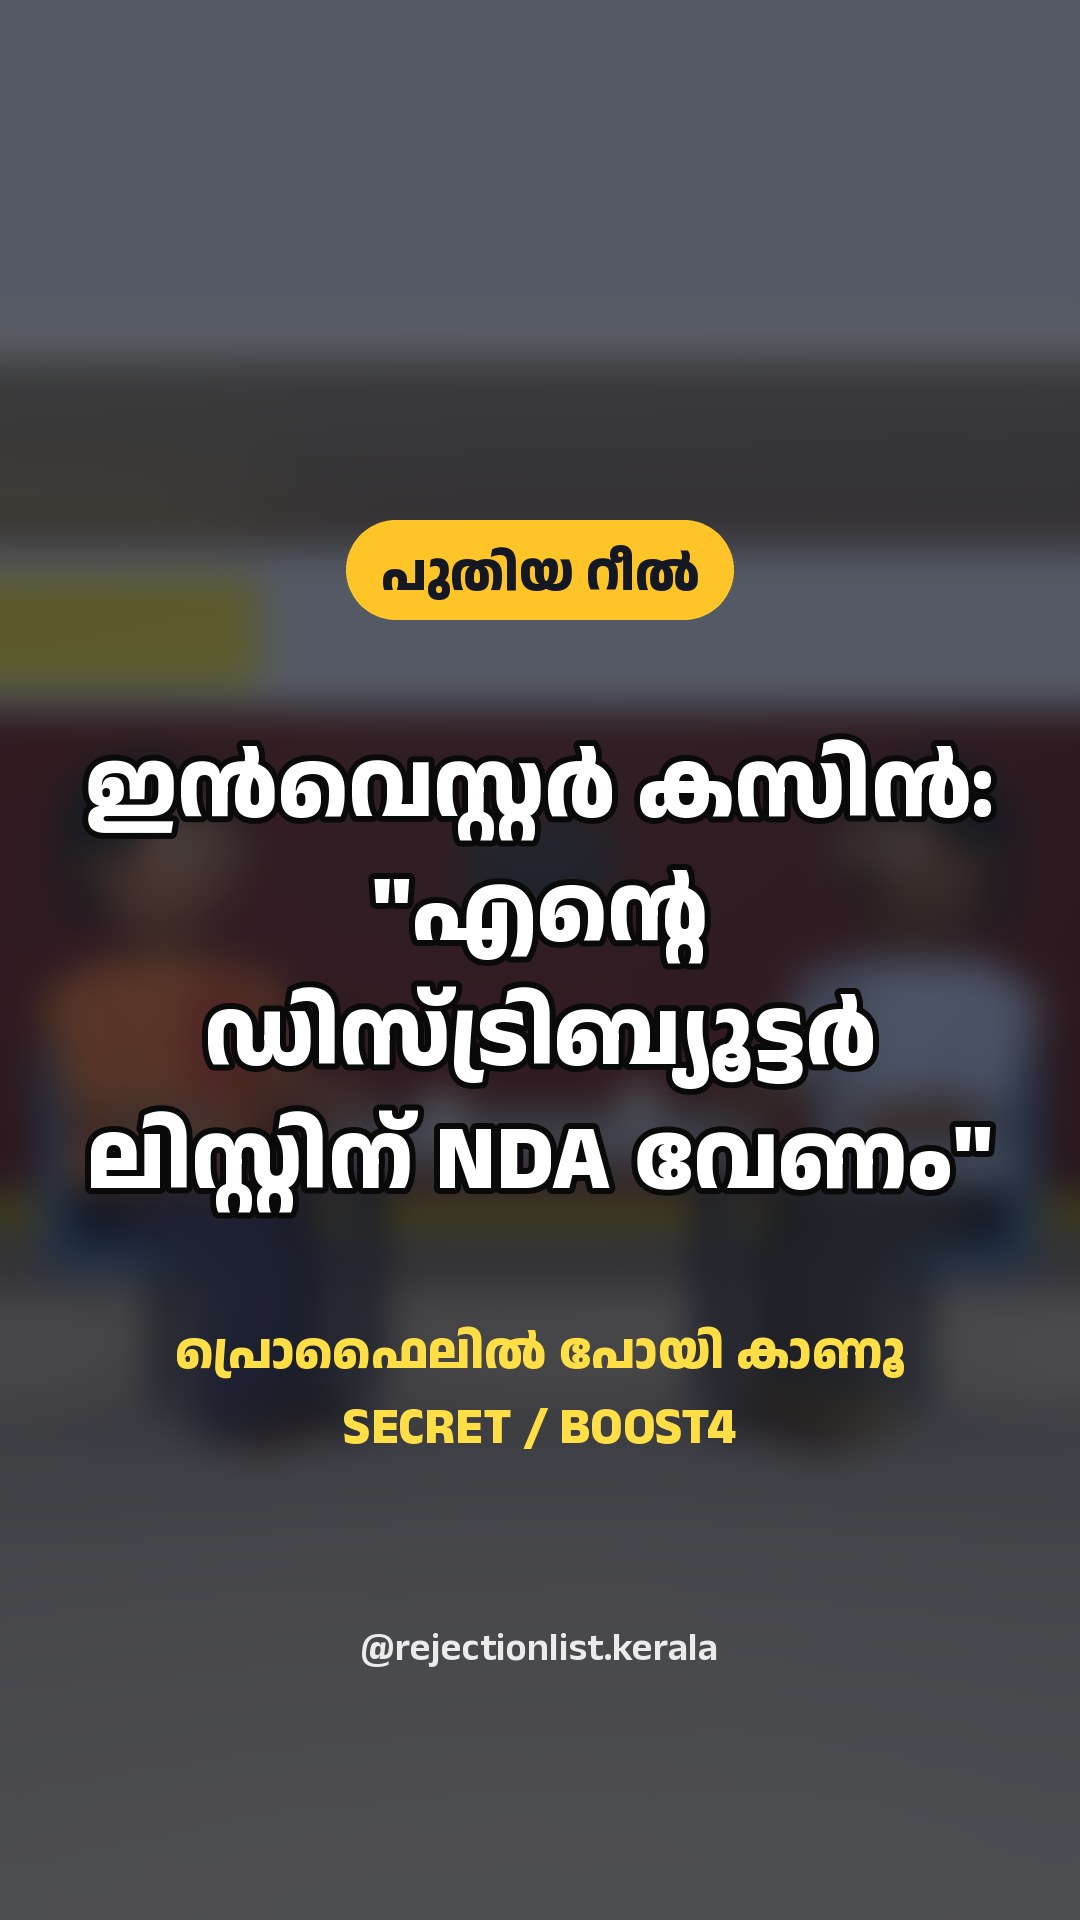 പുതിയ റീൽ
ഇൻവെസ്റ്റർ കസിൻ:
"എന്റെ
ഡിസ്ട്രിബ്യൂട്ടർ
ലിസ്റ്റിന് NDA വേണം"
പ്രൊഫൈലിൽ പോയി കാണൂ
SECRET / BOOST4
@rejectionlist.kerala